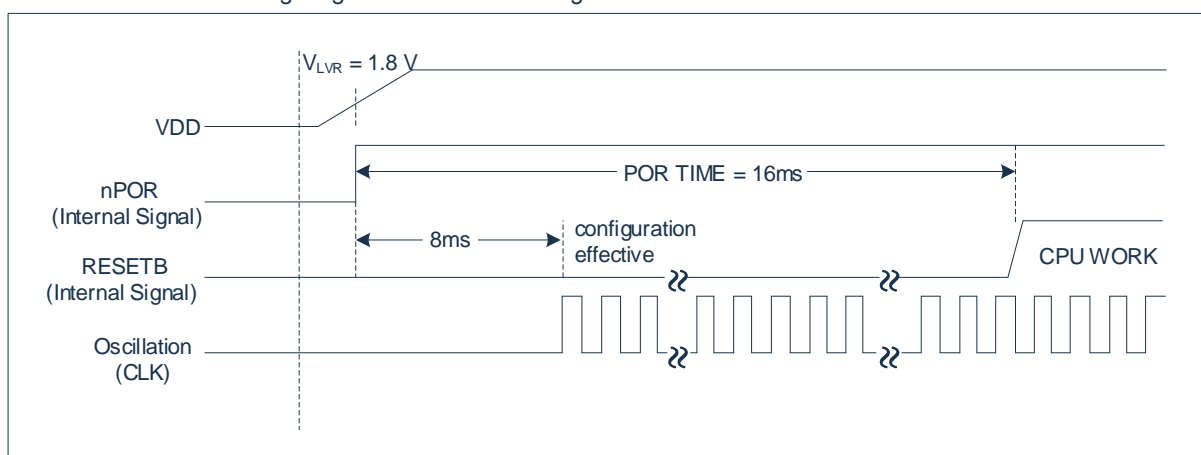 V_LVR = 1.8 V
VDD
POR TIME = 16ms
nPOR
(Internal Signal)
8ms
configuration
effective
RESETB
(Internal Signal)
CPU WORK
Oscillation
(CLK)